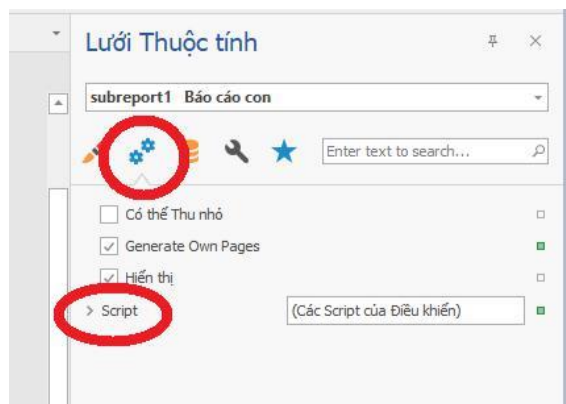 Lưới Thuộc tính
subreport1 Báo cáo con
Enter text to search...
Có thể Thu nhỏ
Generate Own Pages
Hiển thị
Script (Các Script của Điều khiển)